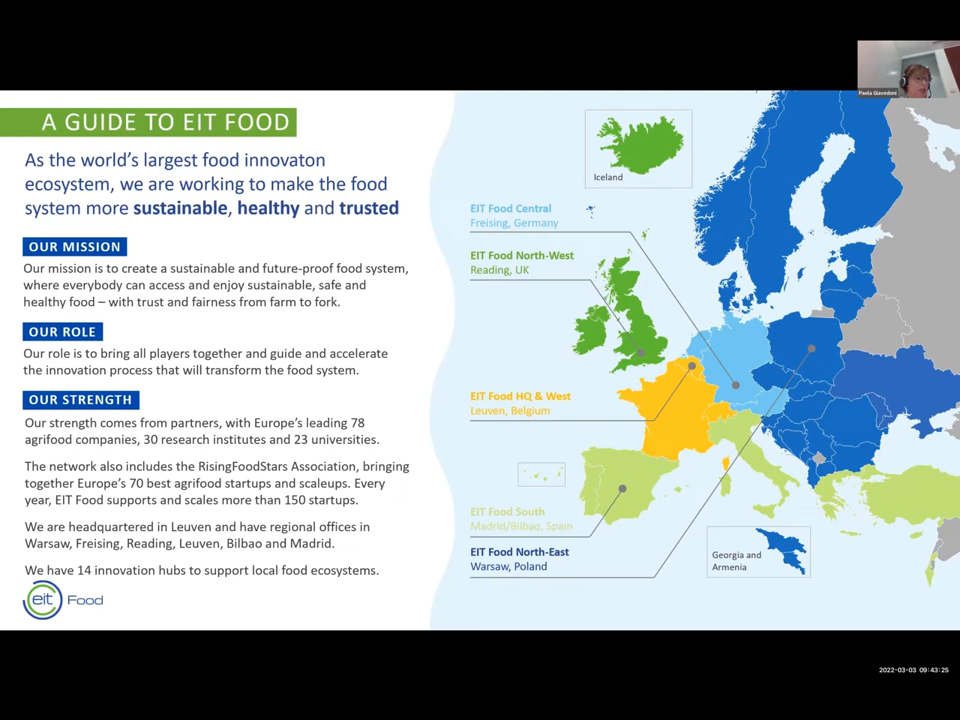 Paola Giavedoni
A GUIDE TO EIT FOOD
As the world's largest food innovaton
ecosystem, we are working to make the food
system more sustainable, healthy and trusted
OUR MISSION
Our mission is to create a sustainable and future-proof food system,
where everybody can access and enjoy sustainable, safe and
healthy food – with trust and fairness from farm to fork.
OUR ROLE
Our role is to bring all players together and guide and accelerate
the innovation process that will transform the food system.
OUR STRENGTH
Our strength comes from partners, with Europe's leading 78
agrifood companies, 30 research institutes and 23 universities.
The network also includes the RisingFoodStars Association, bringing
together Europe's 70 best agrifood startups and scaleups. Every
year, EIT Food supports and scales more than 150 startups.
We are headquartered in Leuven and have regional offices in
Warsaw, Freising, Reading, Leuven, Bilbao and Madrid.
We have 14 innovation hubs to support local food ecosystems.
eit Food
Iceland
EIT Food Central
Freising, Germany
EIT Food North-West
Reading, UK
EIT Food HQ & West
Leuven, Belgium
EIT Food South
Madrid/Bilbao, Spain
EIT Food North-East
Warsaw, Poland
Georgia and
Armenia
2022-03-03 09:43:25